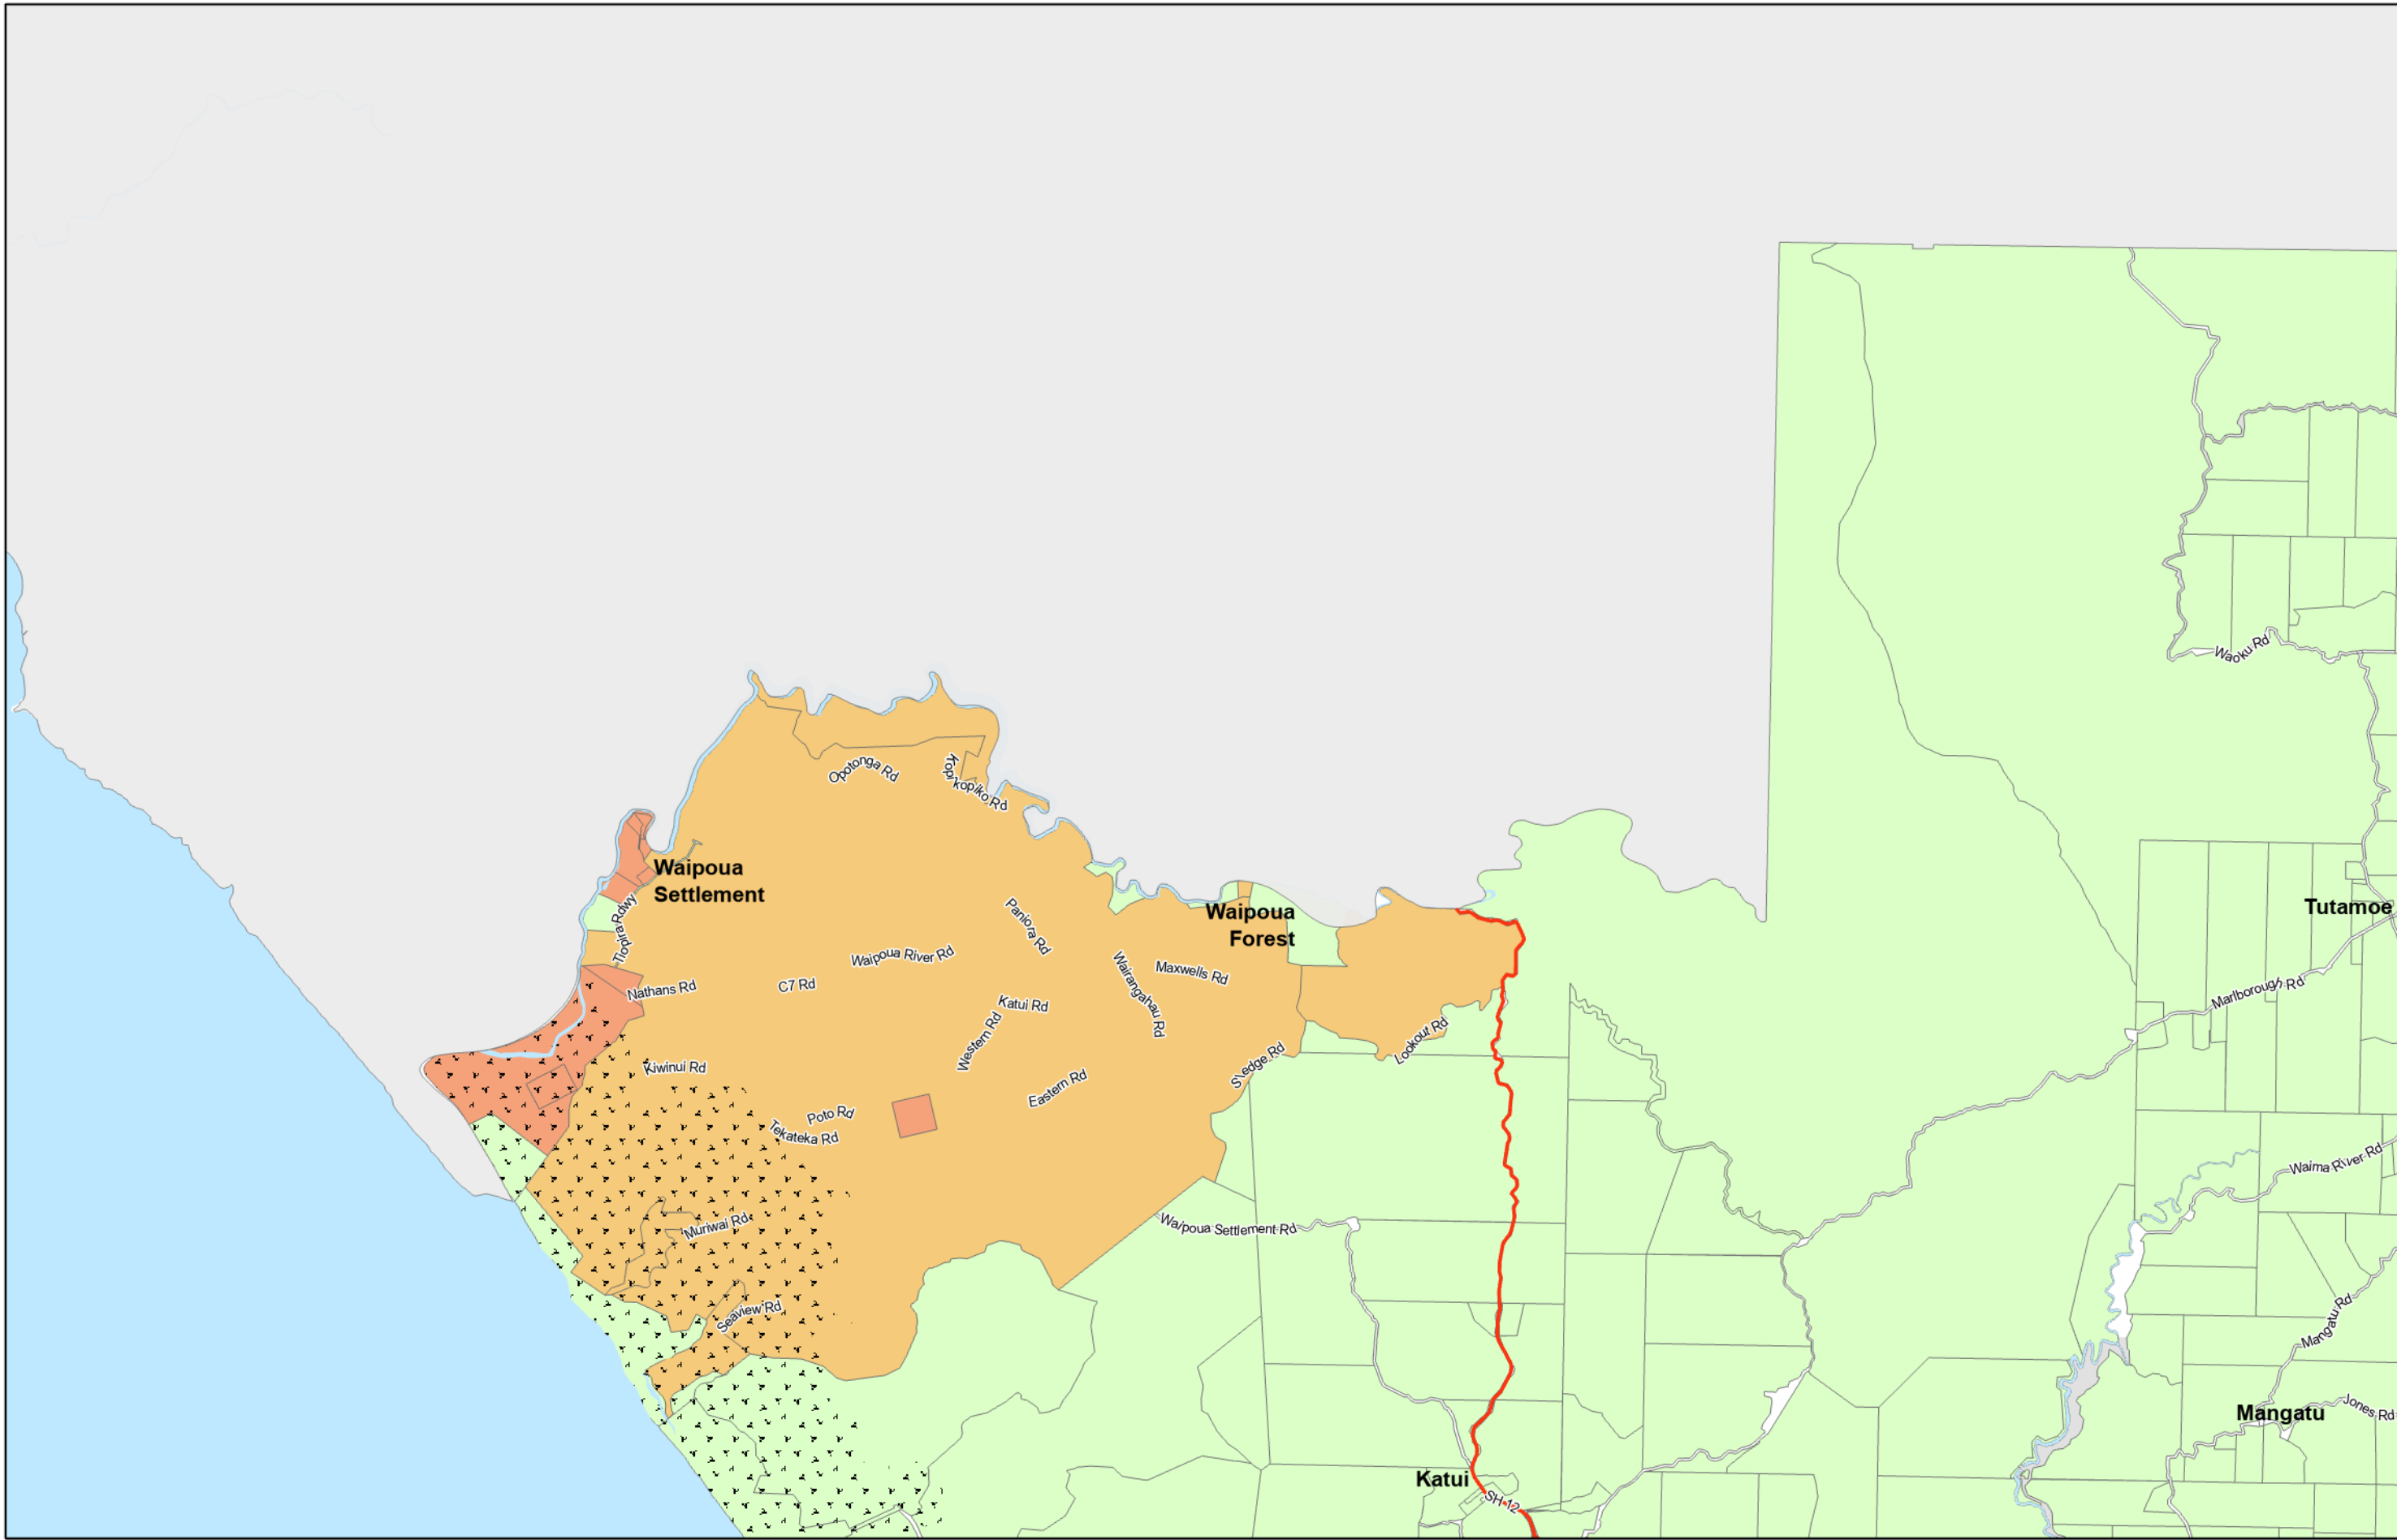 Waoku Rd
Opotonga Rd
Kopikopiko Rd
Waipoua
Settlement
Tiopira Rdwy
Waipoua
Forest
Tutamoe
Paniora Rd
Waipoua River Rd
Maxwells Rd
Wairangahau Rd
Nathans Rd
C7 Rd
Katui Rd
Western Rd
Marlborough Rd
Lookout Rd
Kiwinui Rd
Sledge Rd
Eastern Rd
Poto Rd
Tekateka Rd
Waima River Rd
Muriwai Rd
Waipoua Settlement Rd
Seaview Rd
Mangatu Rd
Mangatu
Jones Rd
Katui
SH 12